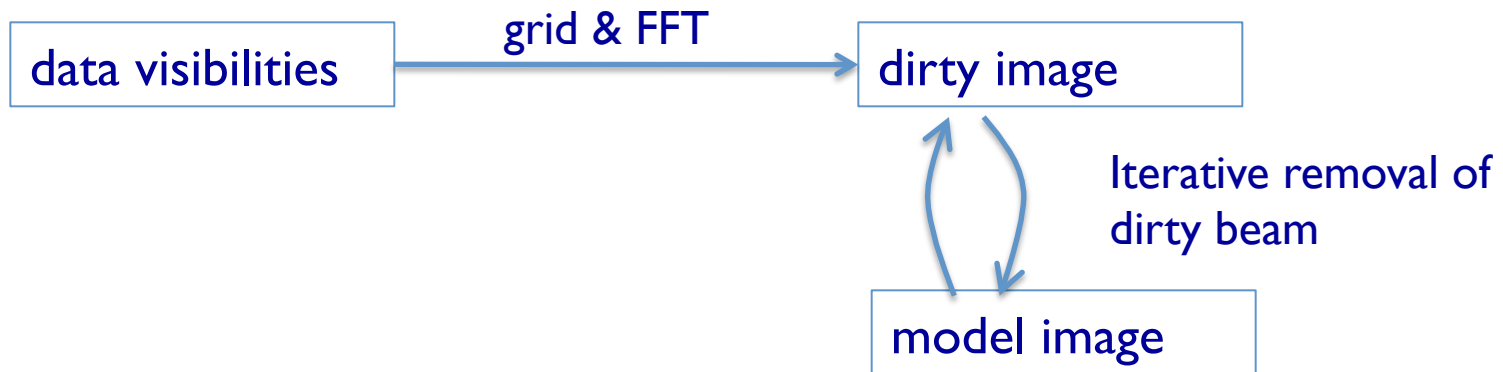 grid & FFT
data visibilities
dirty image
Iterative removal of
dirty beam
model image